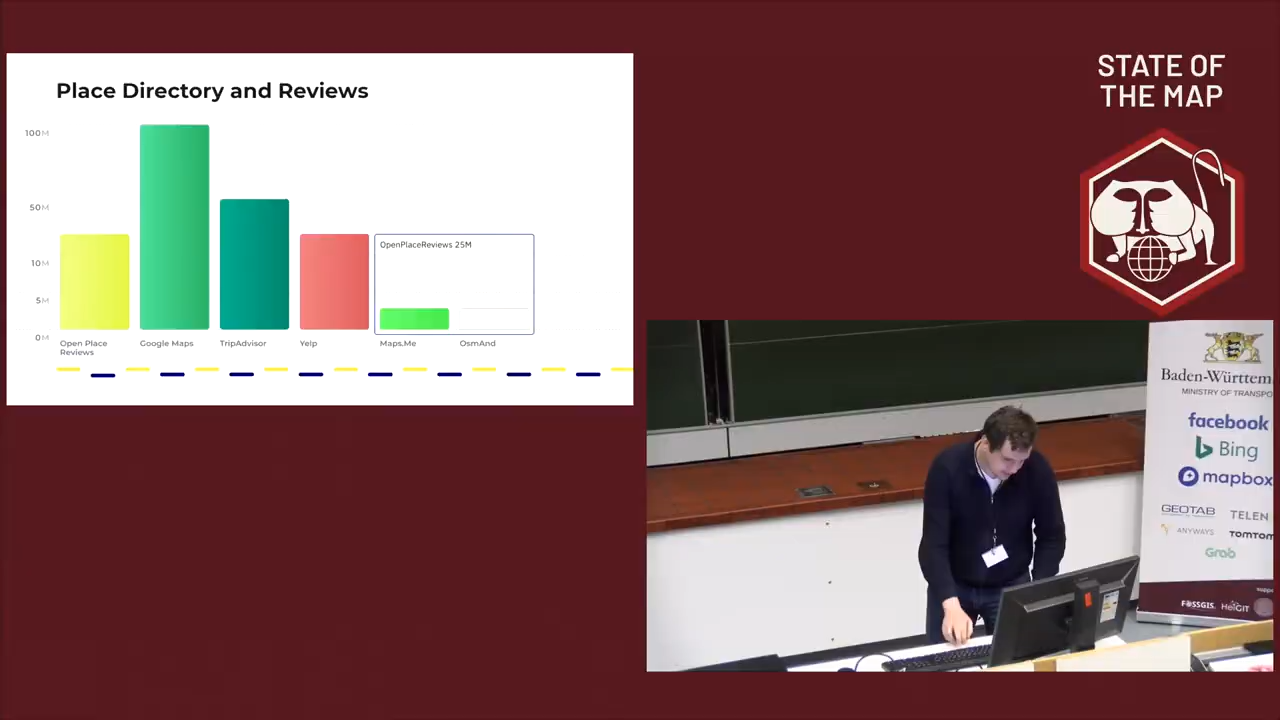 Place Directory and Reviews
100M
50M
10M
5M
0M
OpenPlaceReviews 25M
Open Place
Reviews
Google Maps
TripAdvisor
Yelp
Maps.Me
OsmAnd
STATE OF
THE MAP
Baden-Württem
MINISTRY OF TRANSPO
facebook
Bing
mapbox
GEOTAB
TELEN
ANYWAYS
TOMTOM
Grab
suppo
FOSSGIS
HeiGIT